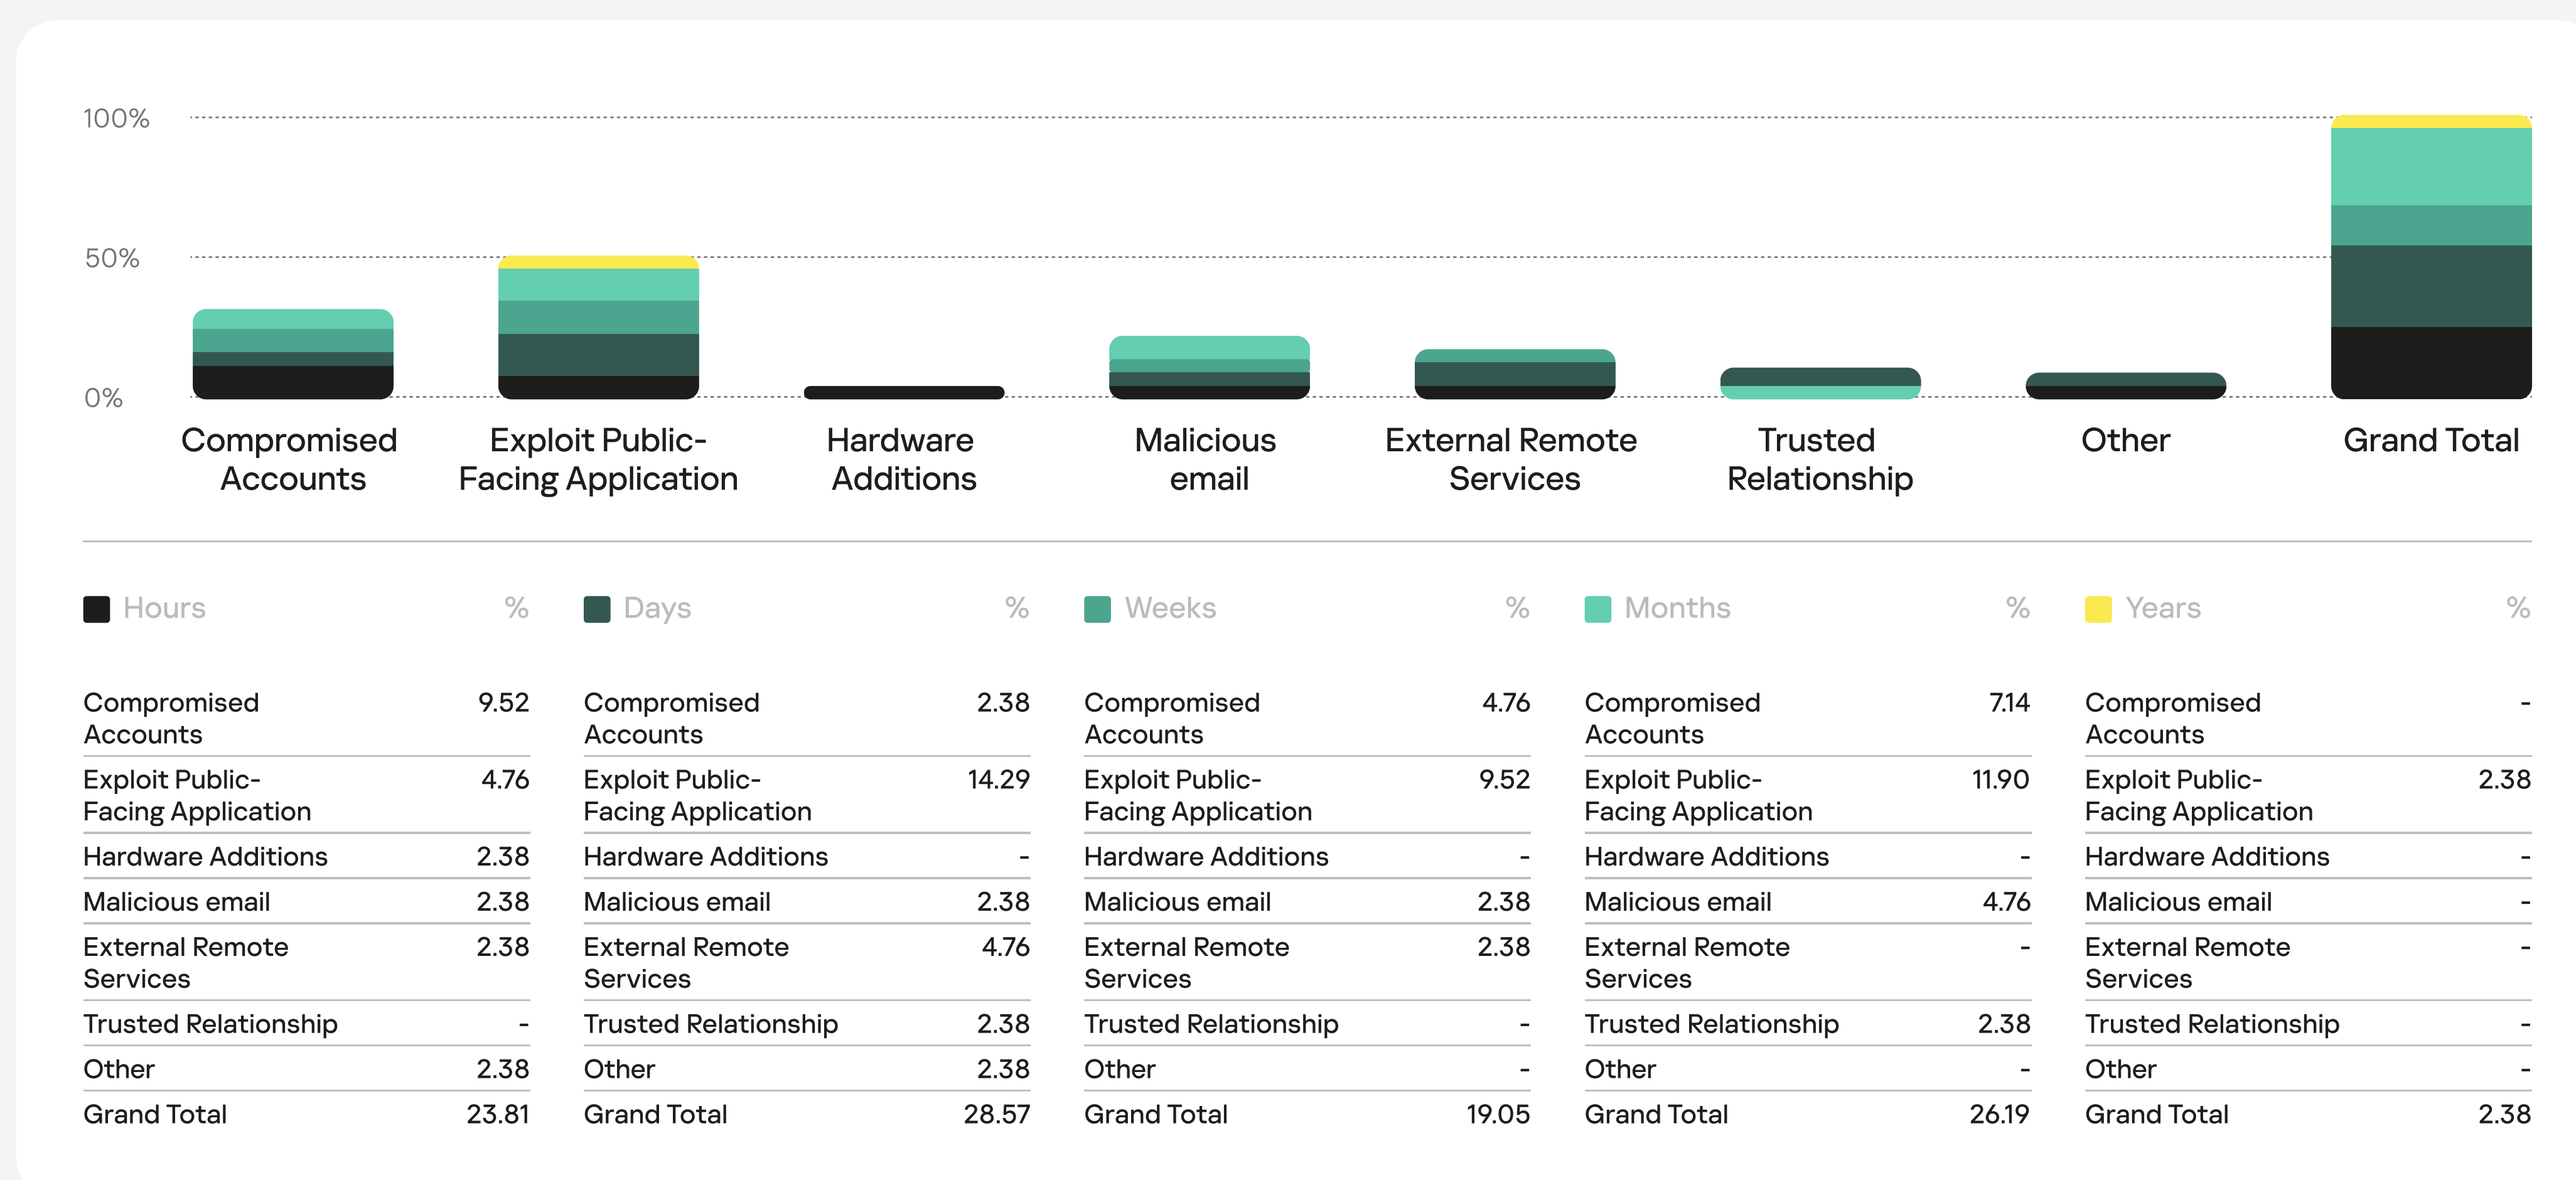 100%
50%
0%
Compromised
Accounts
Exploit Public-
Facing Application
Hardware
Additions
Malicious
email
External Remote
Services
Trusted
Relationship
Other
Grand Total
Hours %
Compromised 9.52
Accounts
Exploit Public- 4.76
Facing Application
Hardware Additions 2.38
Malicious email 2.38
External Remote 2.38
Services
Trusted Relationship -
Other 2.38
Grand Total 23.81
Days %
Compromised 2.38
Accounts
Exploit Public- 14.29
Facing Application
Hardware Additions -
Malicious email 2.38
External Remote 4.76
Services
Trusted Relationship 2.38
Other 2.38
Grand Total 28.57
Weeks %
Compromised 4.76
Accounts
Exploit Public- 9.52
Facing Application
Hardware Additions -
Malicious email 2.38
External Remote 2.38
Services
Trusted Relationship -
Other -
Grand Total 19.05
Months %
Compromised 7.14
Accounts
Exploit Public- 11.90
Facing Application
Hardware Additions -
Malicious email 4.76
External Remote -
Services
Trusted Relationship 2.38
Other -
Grand Total 26.19
Years %
Compromised -
Accounts
Exploit Public- 2.38
Facing Application
Hardware Additions -
Malicious email -
External Remote -
Services
Trusted Relationship -
Other -
Grand Total 2.38